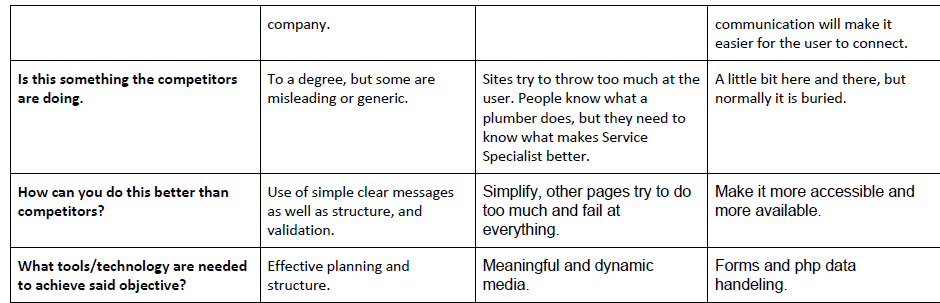 company.
communication will make it
easier for the user to connect.
Is this something the competitors
are doing.
To a degree, but some are
misleading or generic.
Sites try to throw too much at the
user. People know what a
plumber does, but they need to
know what makes Service
Specialist better.
A little bit here and there, but
normally it is buried.
How can you do this better than
competitors?
Use of simple clear messages
as well as structure, and
validation.
Simplify, other pages try to do
too much and fail at
everything.
Make it more accessible and
more available.
What tools/technology are needed
to achieve said objective?
Effective planning and
structure.
Meaningful and dynamic
media.
Forms and php data
handeling.